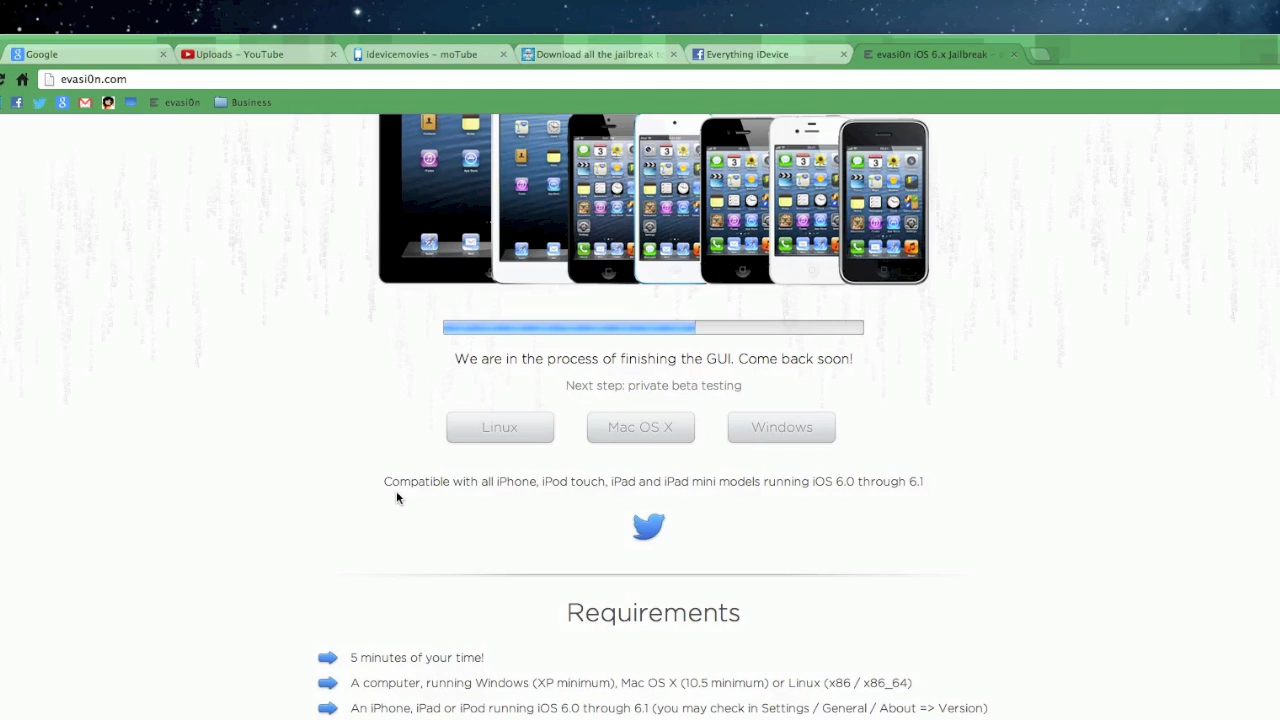 Google
Uploads – YouTube
idevicemovies – moTube
Download all the jailbreak to
Everything iDevice
evasi0n iOS 6.x Jailbreak –
evasi0n.com
evasi0n
Business
We are in the process of finishing the GUI. Come back soon!
Next step: private beta testing
Linux
Mac OS X
Windows
Compatible with all iPhone, iPod touch, iPad and iPad mini models running iOS 6.0 through 6.1
Requirements
5 minutes of your time!
A computer, running Windows (XP minimum), Mac OS X (10.5 minimum) or Linux (x86 / x86_64)
An iPhone, iPad or iPod running iOS 6.0 through 6.1 (you may check in Settings / General / About => Version)